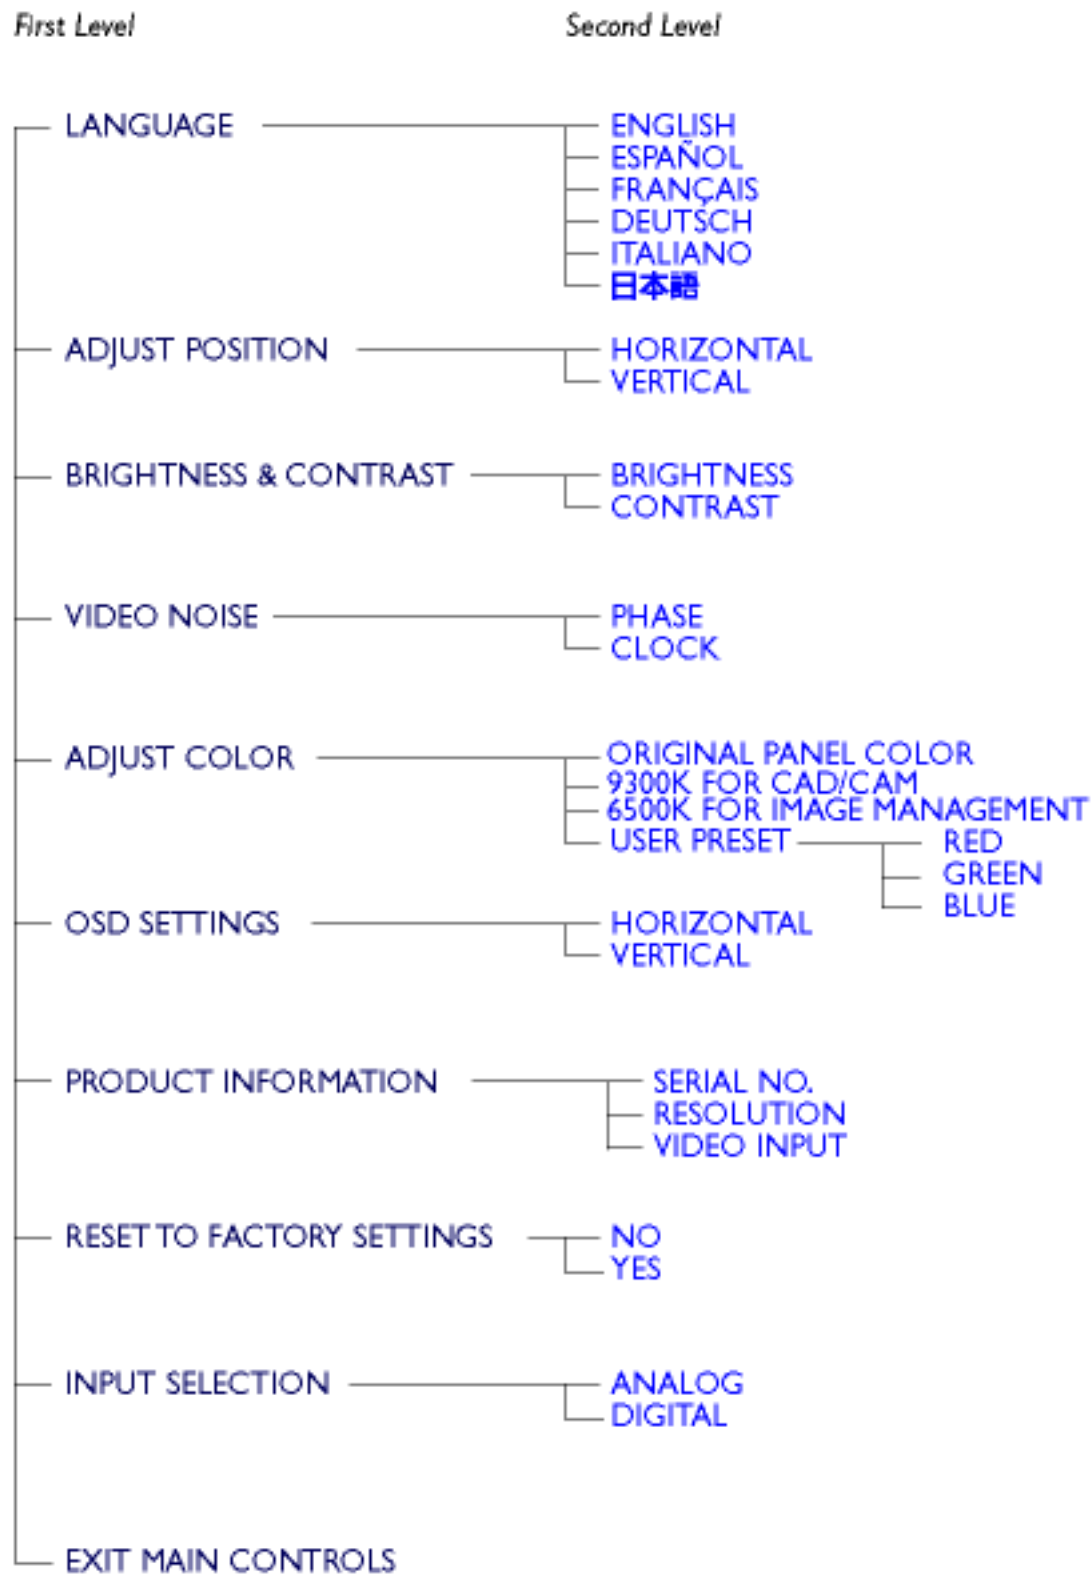 First Level Second Level
LANGUAGE ENGLISH
ESPAÑOL
FRANÇAIS
DEUTSCH
ITALIANO
日本語
ADJUST POSITION HORIZONTAL
VERTICAL
BRIGHTNESS & CONTRAST BRIGHTNESS
CONTRAST
VIDEO NOISE PHASE
CLOCK
ADJUST COLOR ORIGINAL PANEL COLOR
9300K FOR CAD/CAM
6500K FOR IMAGE MANAGEMENT
USER PRESET RED
GREEN
BLUE
OSD SETTINGS HORIZONTAL
VERTICAL
PRODUCT INFORMATION SERIAL NO.
RESOLUTION
VIDEO INPUT
RESET TO FACTORY SETTINGS NO
YES
INPUT SELECTION ANALOG
DIGITAL
EXIT MAIN CONTROLS